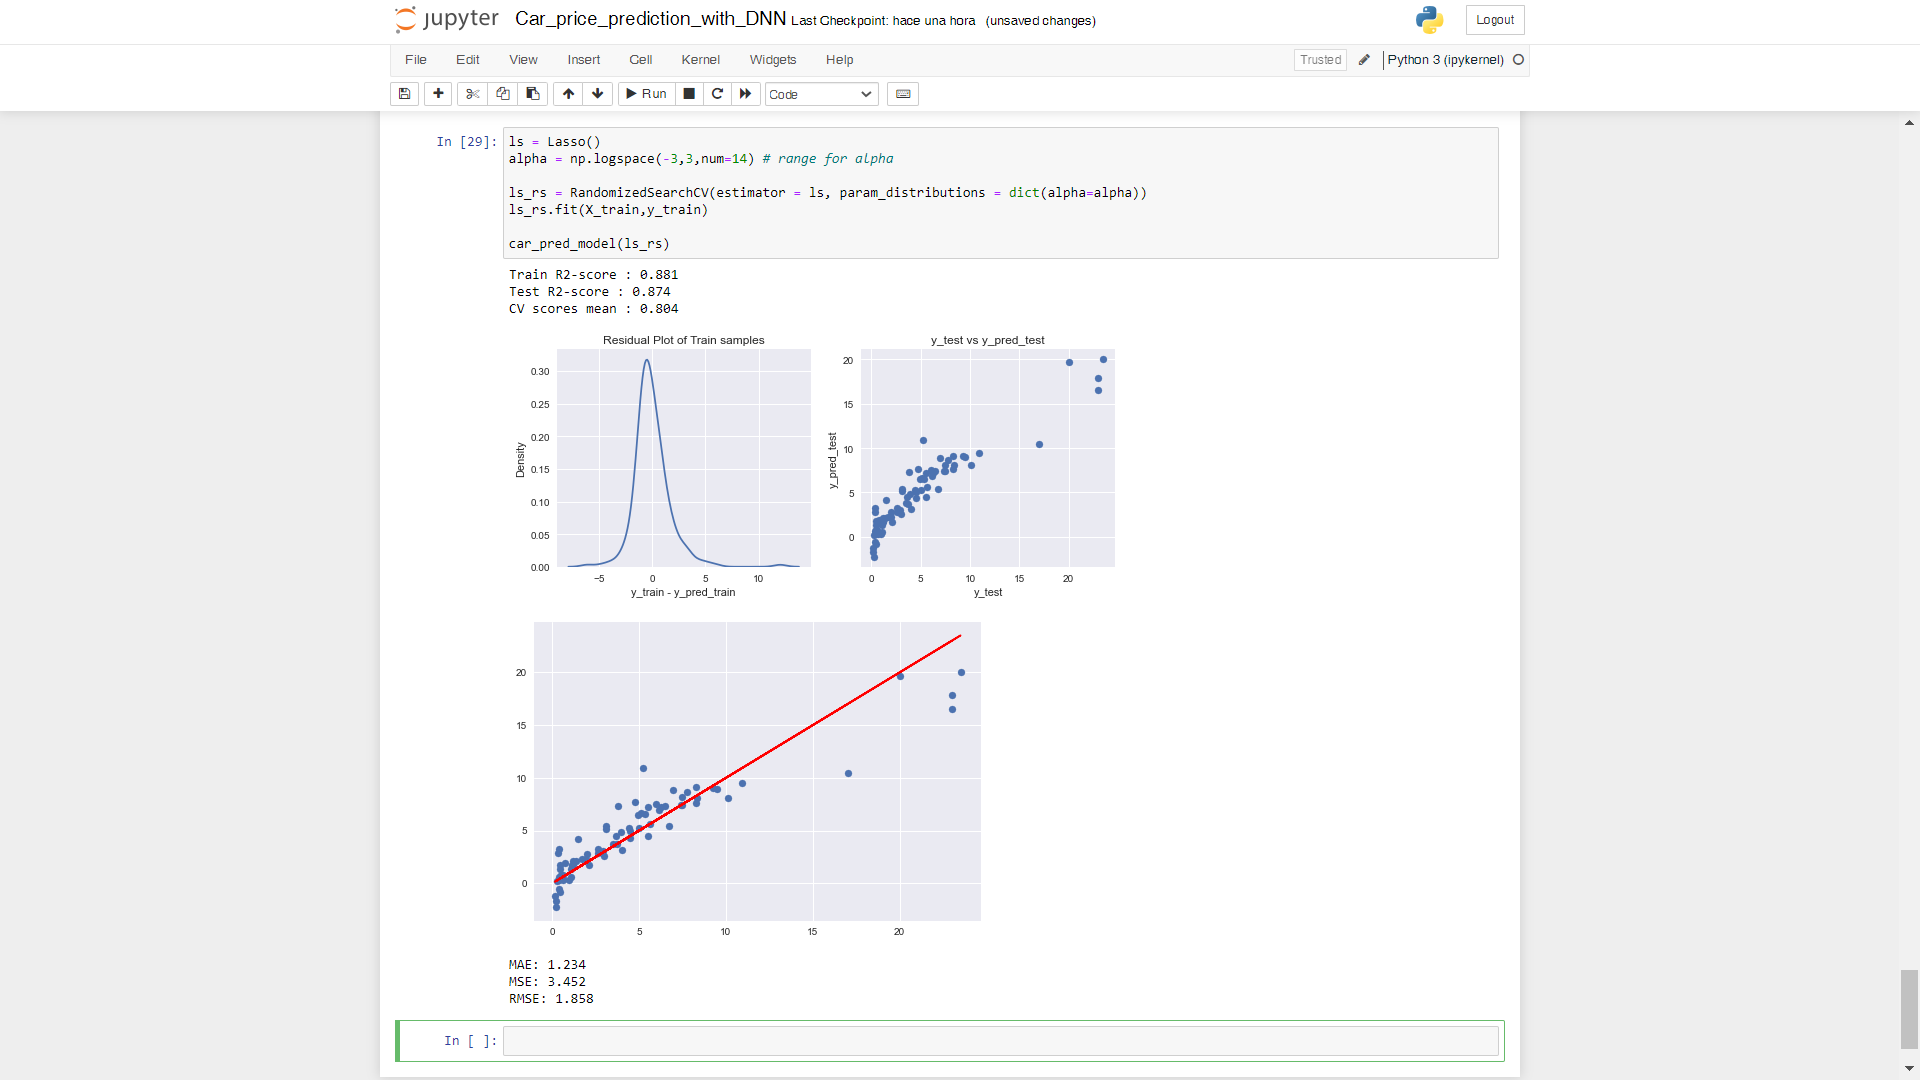 jupyter Car_price_prediction_with_DNN Last Checkpoint: hace una hora (unsaved changes) Logout
File Edit View Insert Cell Kernel Widgets Help Trusted Python 3 (ipykernel)
Run Code
In [29]: ls = Lasso()
alpha = np.logspace(-3,3,num=14) # range for alpha
ls_rs = RandomizedSearchCV(estimator = ls, param_distributions = dict(alpha=alpha))
ls_rs.fit(X_train,y_train)
car_pred_model(ls_rs)
Train R2-score : 0.881
Test R2-score : 0.874
CV scores mean : 0.804
Residual Plot of Train samples
0.30
0.25
0.20
0.15
0.10
0.05
0.00
Density
−5 0 5 10
y_train - y_pred_train
y_test vs y_pred_test
20
15
10
5
0
y_pred_test
0 5 10 15 20
y_test
20
15
10
5
0
0 5 10 15 20
MAE: 1.234
MSE: 3.452
RMSE: 1.858
In [ ]: